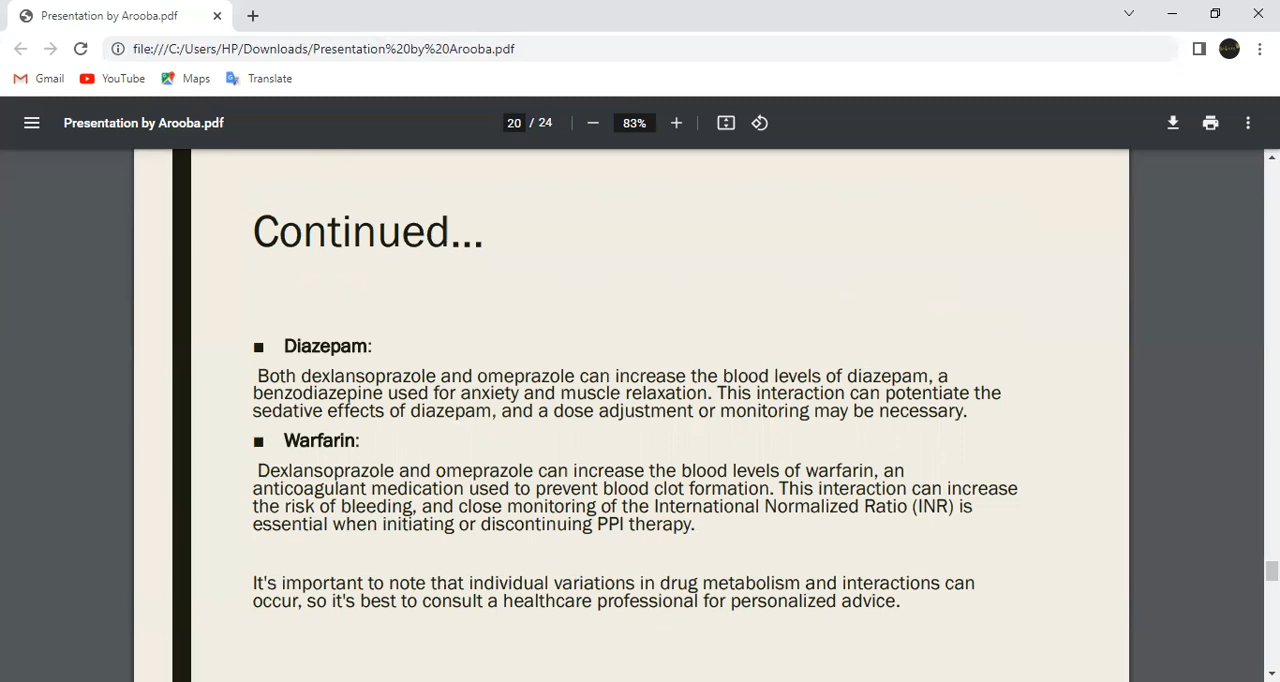 Presentation by Arooba.pdf
file:///C:/Users/HP/Downloads/Presentation%20by%20Arooba.pdf
Gmail YouTube Maps Translate
Presentation by Arooba.pdf 20 / 24 83%
Continued...
■ Diazepam:
Both dexlansoprazole and omeprazole can increase the blood levels of diazepam, a
benzodiazepine used for anxiety and muscle relaxation. This interaction can potentiate the
sedative effects of diazepam, and a dose adjustment or monitoring may be necessary.
■ Warfarin:
Dexlansoprazole and omeprazole can increase the blood levels of warfarin, an
anticoagulant medication used to prevent blood clot formation. This interaction can increase
the risk of bleeding, and close monitoring of the International Normalized Ratio (INR) is
essential when initiating or discontinuing PPI therapy.
It's important to note that individual variations in drug metabolism and interactions can
occur, so it's best to consult a healthcare professional for personalized advice.